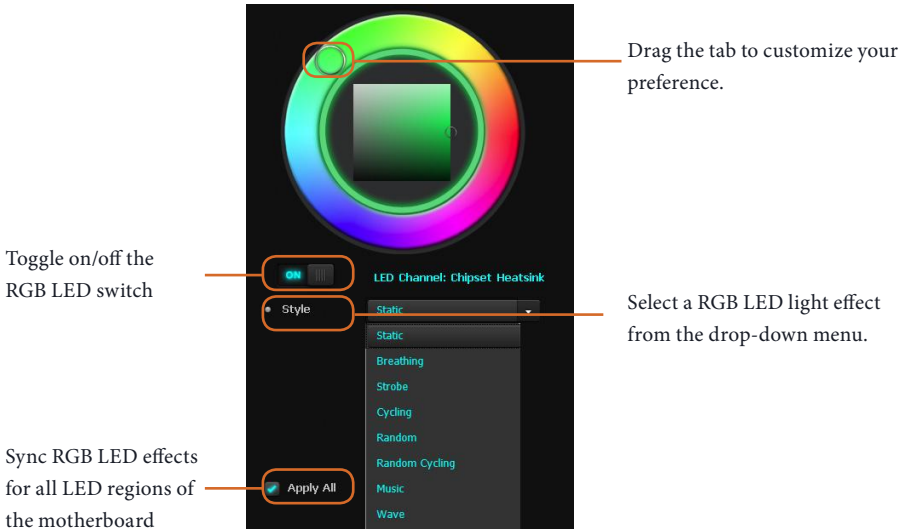 Drag the tab to customize your
preference.
Toggle on/off the
RGB LED switch
ON
LED Channel: Chipset Heatsink
Style
Static
Select a RGB LED light effect
from the drop-down menu.
Static
Breathing
Strobe
Cycling
Random
Random Cycling
Music
Wave
Sync RGB LED effects
for all LED regions of
the motherboard
Apply All